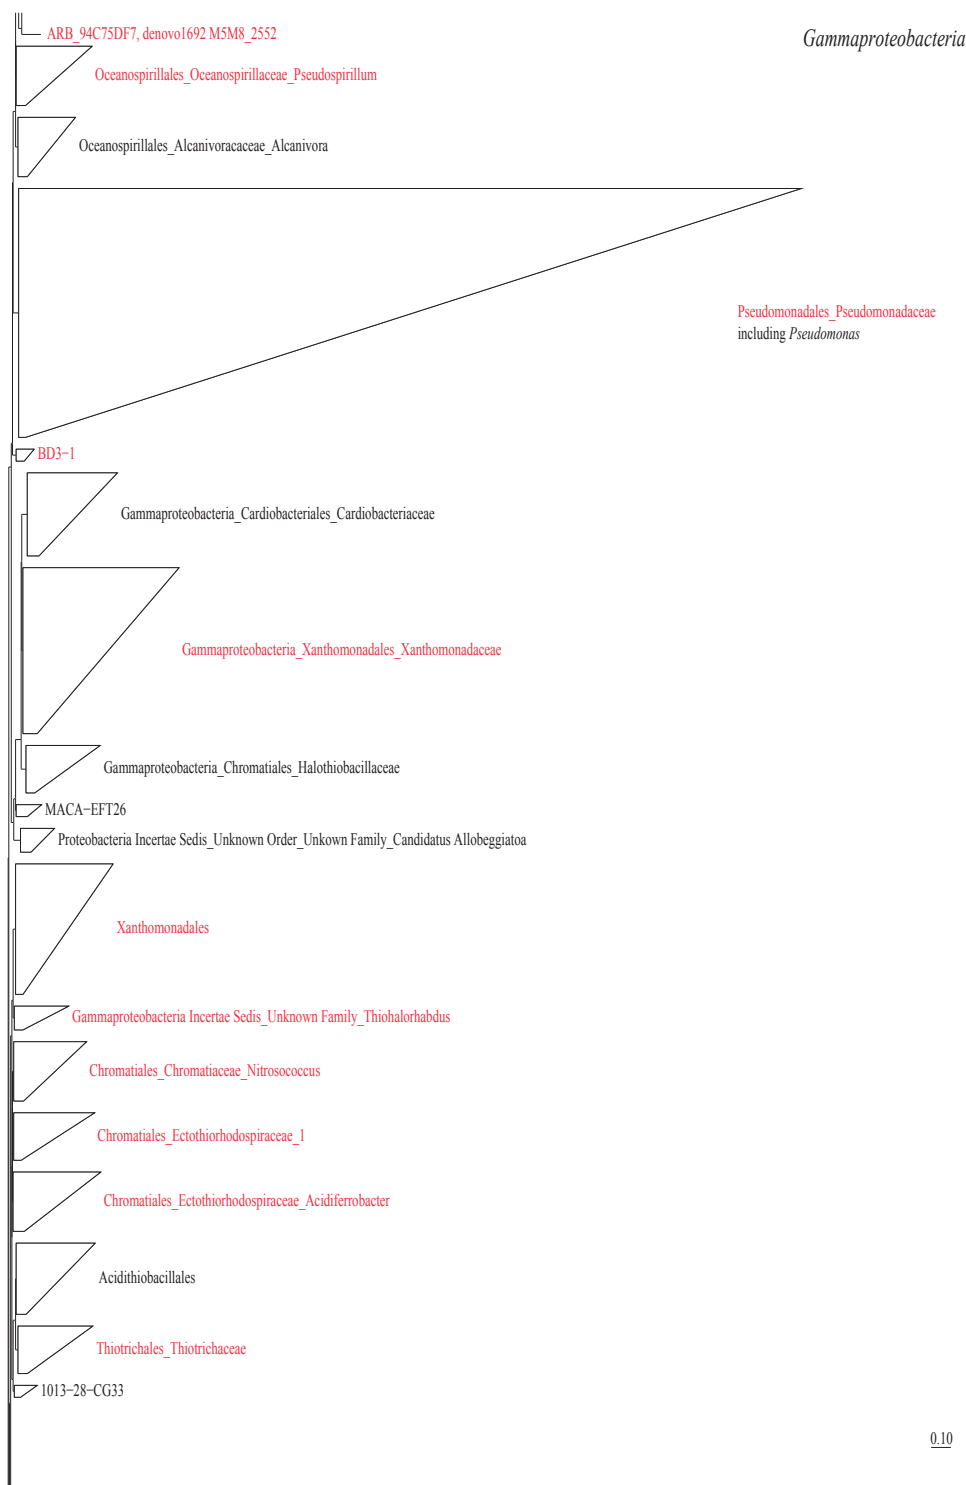 ARB_94C75DF7, denovo1692 M5M8_2552
Gammaproteobacteria
Oceanospirillales_Oceanospirillaceae_Pseudospirillum
Oceanospirillales_Alcanivoracaceae_Alcanivora
Pseudomonadales_Pseudomonadaceae
including Pseudomonas
BD3−1
Gammaproteobacteria_Cardiobacteriales_Cardiobacteriaceae
Gammaproteobacteria_Xanthomonadales_Xanthomonadaceae
Gammaproteobacteria_Chromatiales_Halothiobacillaceae
MACA−EFT26
Proteobacteria Incertae Sedis_Unknown Order_Unkown Family_Candidatus Allobeggiatoa
Xanthomonadales
Gammaproteobacteria Incertae Sedis_Unknown Family_Thiohalorhabdus
Chromatiales_Chromatiaceae_Nitrosococcus
Chromatiales_Ectothiorhodospiraceae_1
Chromatiales_Ectothiorhodospiraceae_Acidiferrobacter
Acidithiobacillales
Thiotrichales_Thiotrichaceae
1013−28−CG33
0.10